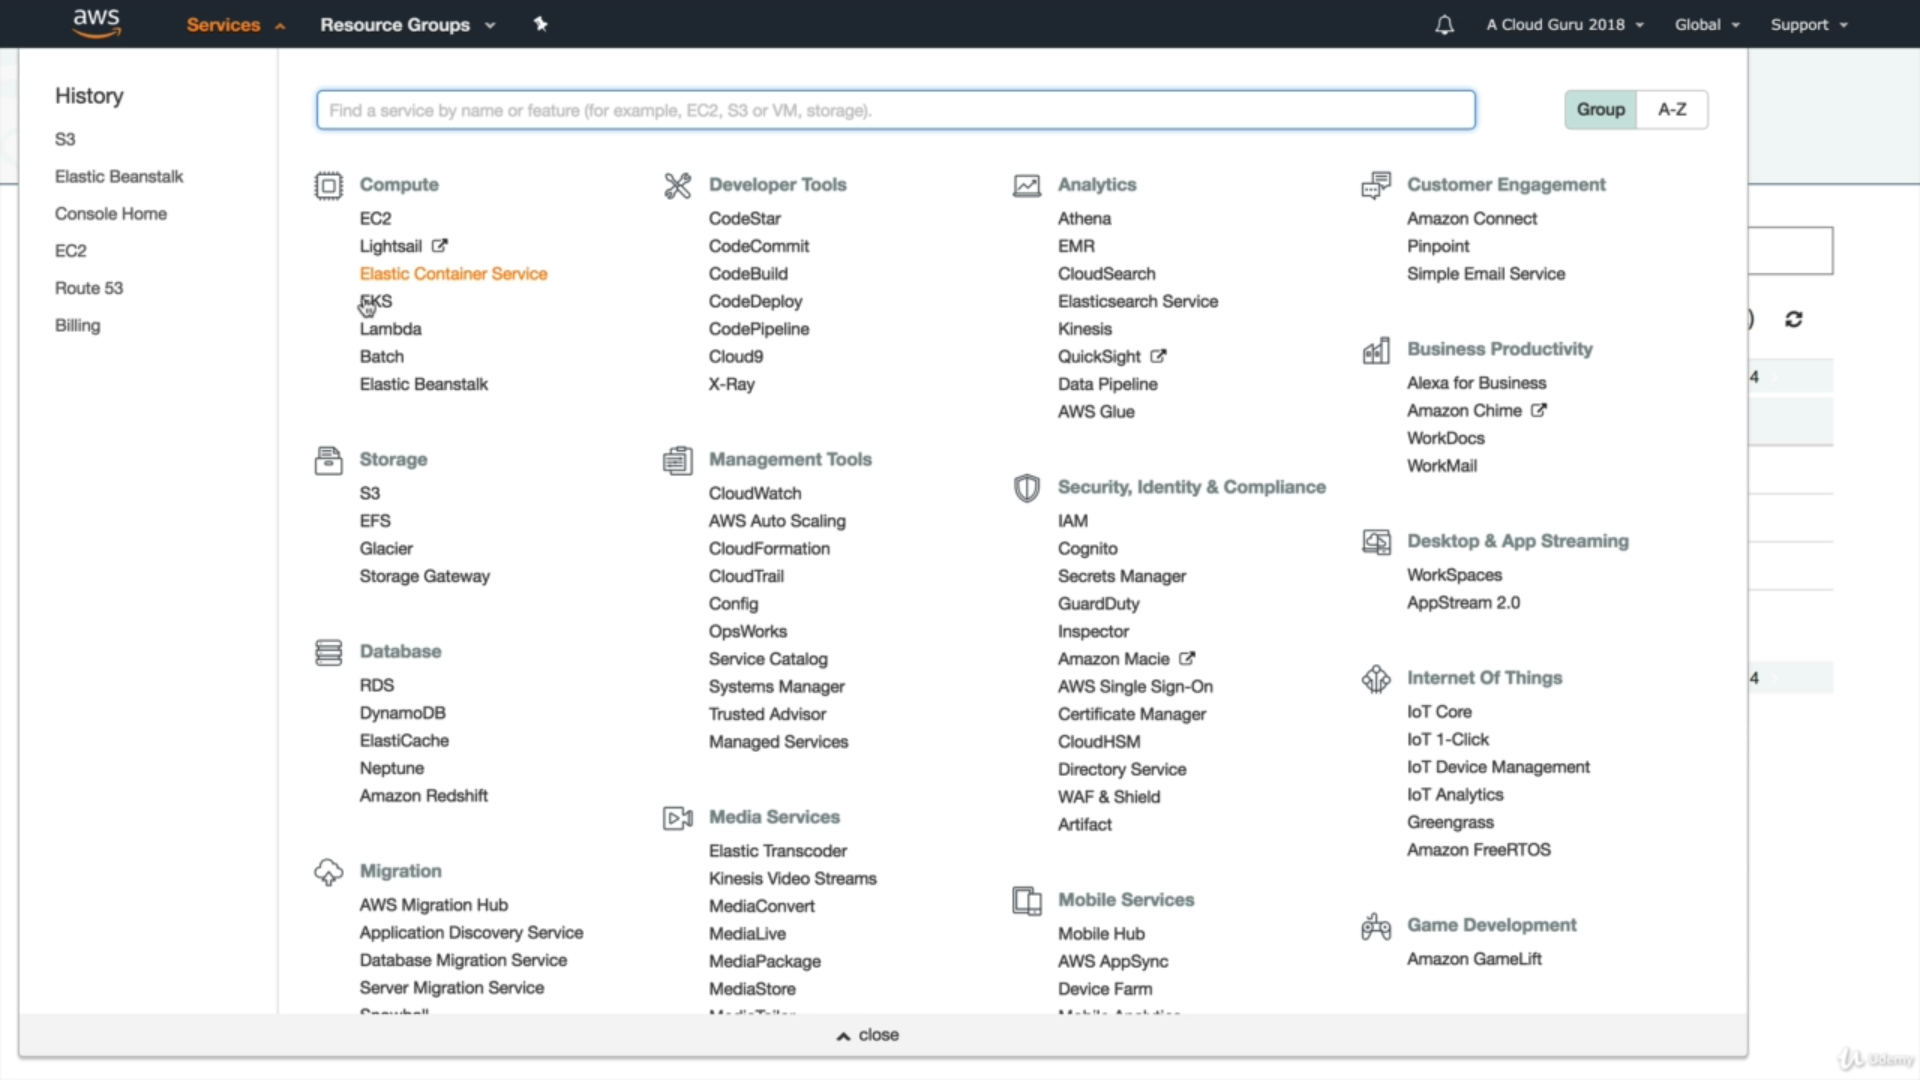 aws
Services
Resource Groups
A Cloud Guru 2018
Global
Support
History
S3
Elastic Beanstalk
Console Home
EC2
Route 53
Billing
Find a service by name or feature (for example, EC2, S3 or VM, storage).
Group
A-Z
Compute
EC2
Lightsail
Elastic Container Service
EKS
Lambda
Batch
Elastic Beanstalk
Storage
S3
EFS
Glacier
Storage Gateway
Database
RDS
DynamoDB
ElastiCache
Neptune
Amazon Redshift
Migration
AWS Migration Hub
Application Discovery Service
Database Migration Service
Server Migration Service
Developer Tools
CodeStar
CodeCommit
CodeBuild
CodeDeploy
CodePipeline
Cloud9
X-Ray
Management Tools
CloudWatch
AWS Auto Scaling
CloudFormation
CloudTrail
Config
OpsWorks
Service Catalog
Systems Manager
Trusted Advisor
Managed Services
Media Services
Elastic Transcoder
Kinesis Video Streams
MediaConvert
MediaLive
MediaPackage
MediaStore
Analytics
Athena
EMR
CloudSearch
Elasticsearch Service
Kinesis
QuickSight
Data Pipeline
AWS Glue
Security, Identity & Compliance
IAM
Cognito
Secrets Manager
GuardDuty
Inspector
Amazon Macie
AWS Single Sign-On
Certificate Manager
CloudHSM
Directory Service
WAF & Shield
Artifact
Mobile Services
Mobile Hub
AWS AppSync
Device Farm
Customer Engagement
Amazon Connect
Pinpoint
Simple Email Service
Business Productivity
Alexa for Business
Amazon Chime
WorkDocs
WorkMail
Desktop & App Streaming
WorkSpaces
AppStream 2.0
Internet Of Things
IoT Core
IoT 1-Click
IoT Device Management
IoT Analytics
Greengrass
Amazon FreeRTOS
Game Development
Amazon GameLift
)
4
4
close
Udemy